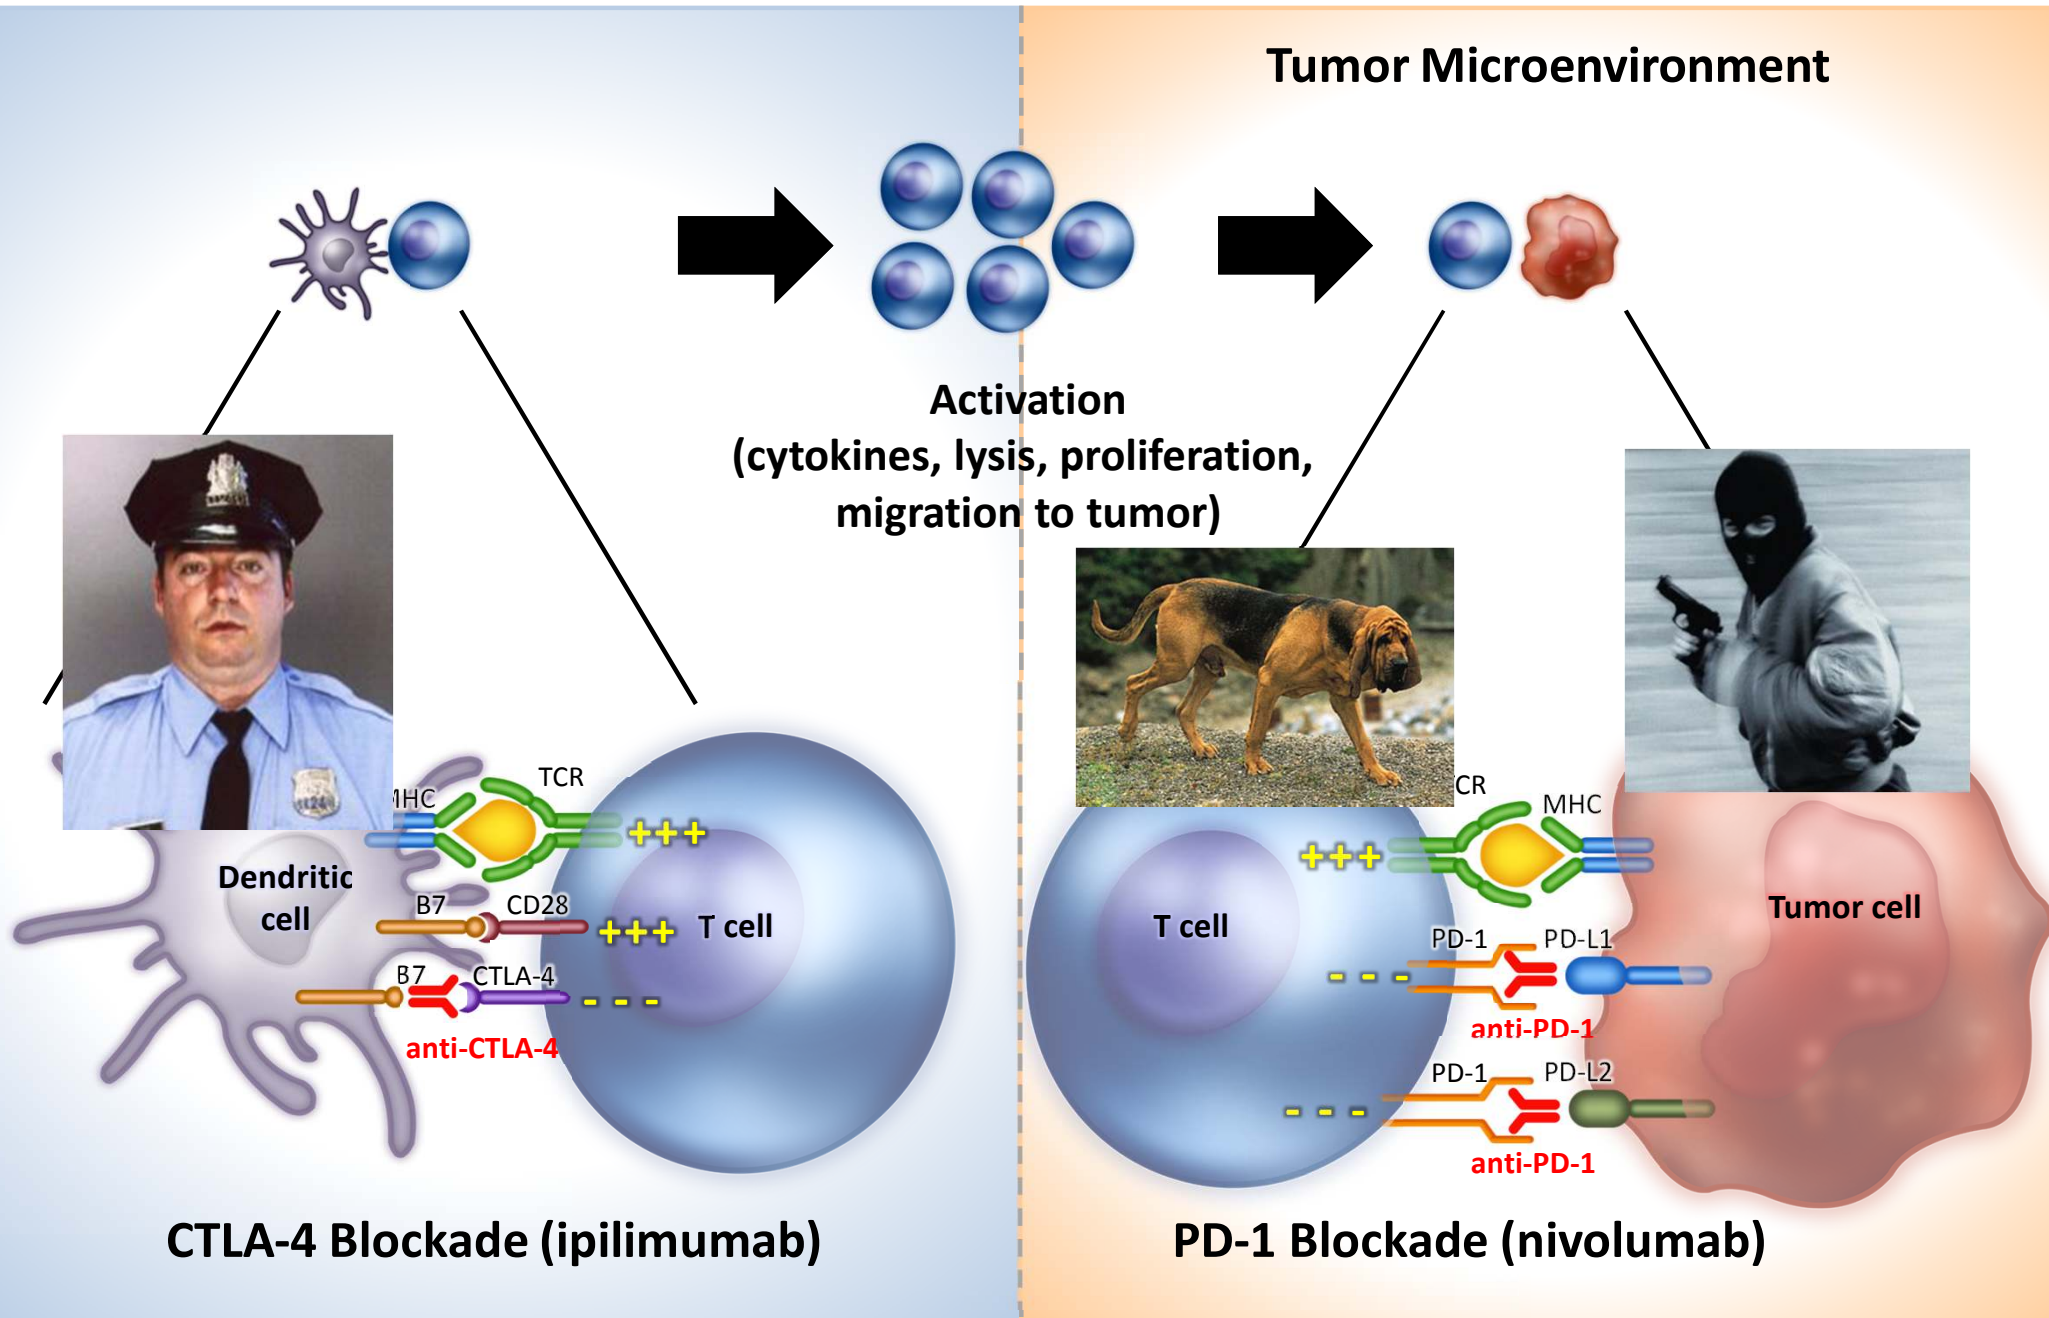 Tumor Microenvironment
Activation
(cytokines, lysis, proliferation,
migration to tumor)
TCR
MHC
Dendritic
cell
+++
B7
CD28
+++
T cell
B7
CTLA-4
- - -
anti-CTLA-4
CR
MHC
+++
T cell
Tumor cell
PD-1
PD-L1
- - -
anti-PD-1
PD-1
PD-L2
- - -
anti-PD-1
CTLA-4 Blockade (ipilimumab)
PD-1 Blockade (nivolumab)